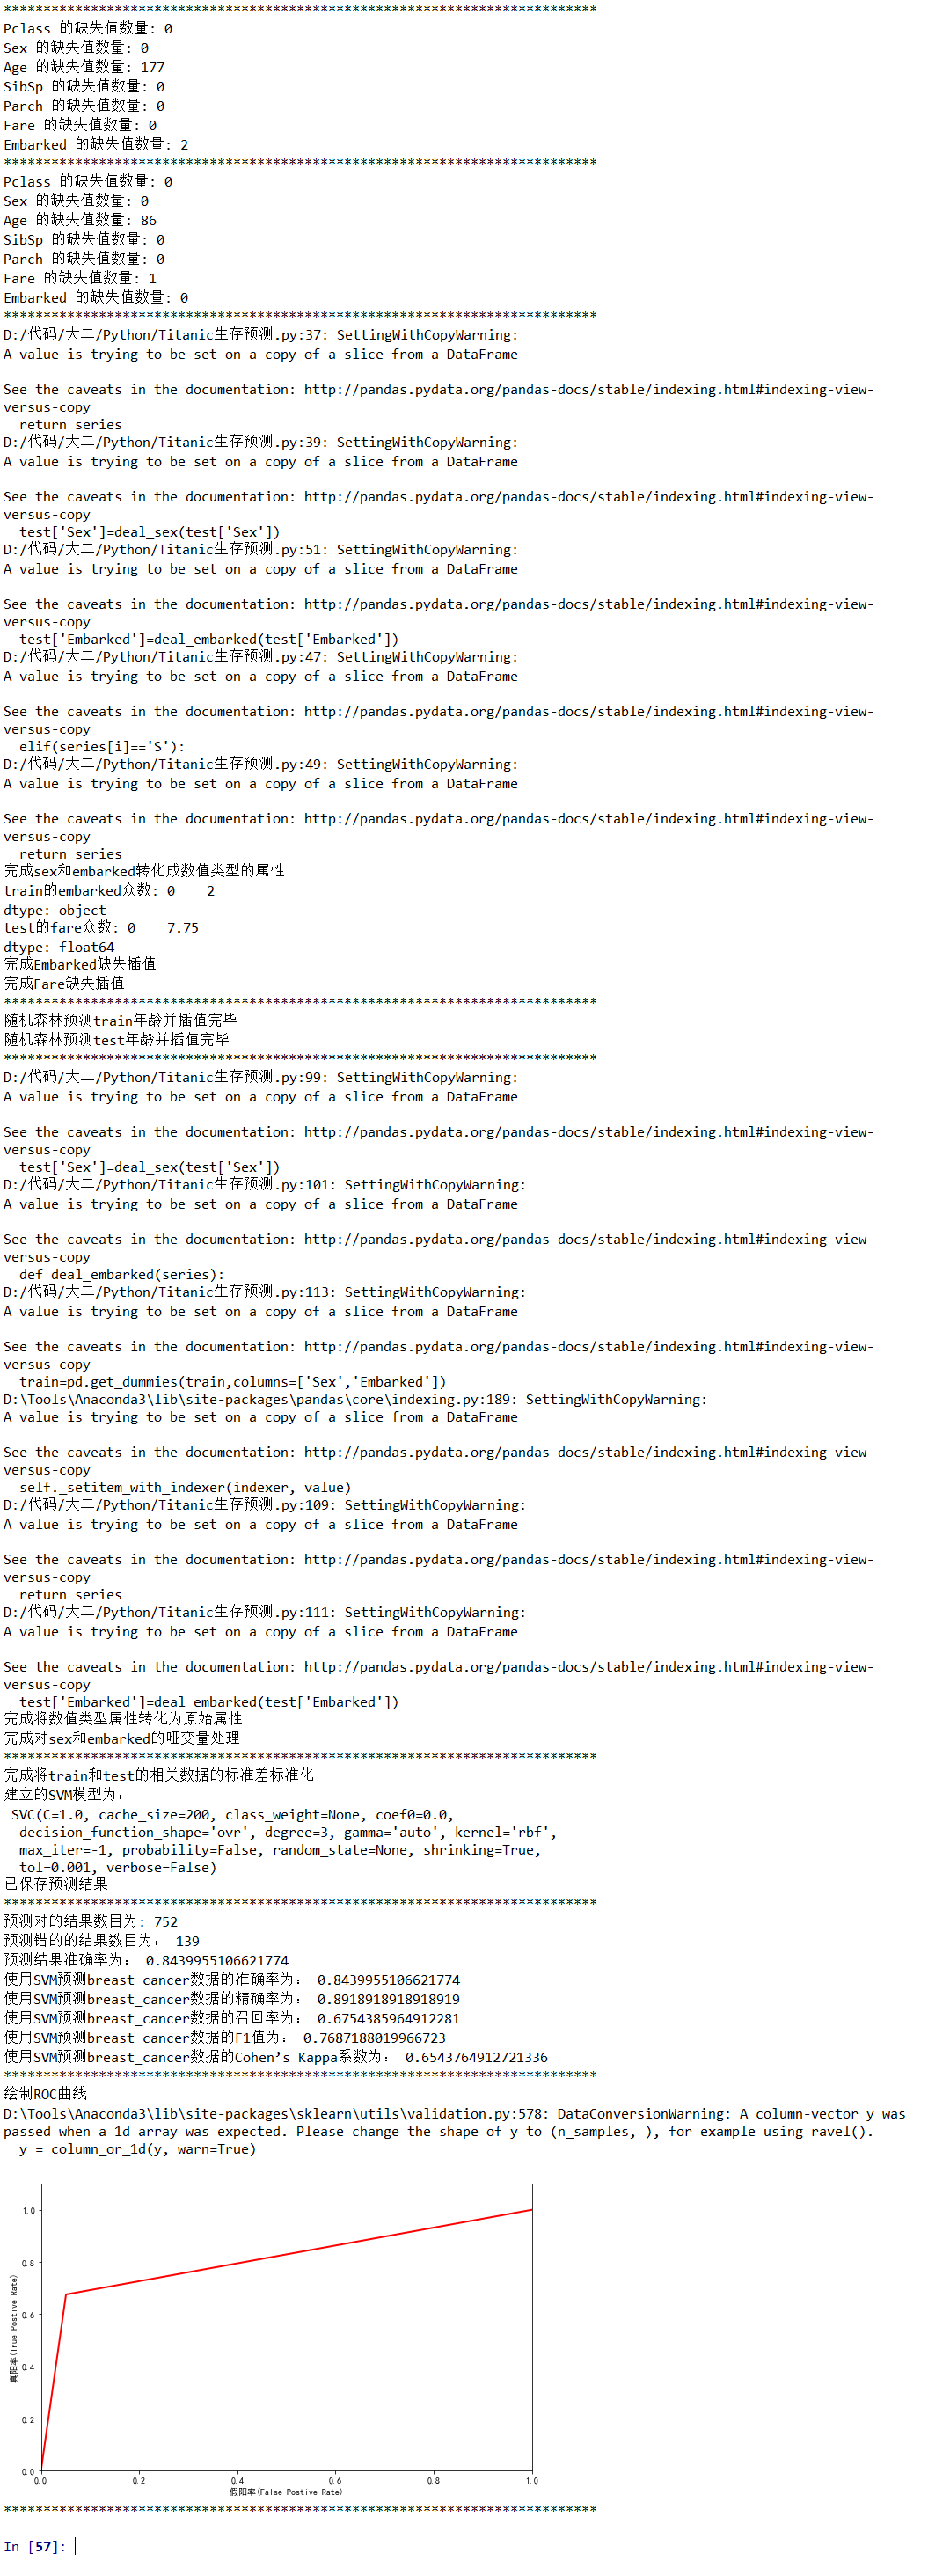 ***************************************************************************
Pclass 的缺失值数量: 0
Sex 的缺失值数量: 0
Age 的缺失值数量: 177
SibSp 的缺失值数量: 0
Parch 的缺失值数量: 0
Fare 的缺失值数量: 0
Embarked 的缺失值数量: 2
***************************************************************************
Pclass 的缺失值数量: 0
Sex 的缺失值数量: 0
Age 的缺失值数量: 86
SibSp 的缺失值数量: 0
Parch 的缺失值数量: 0
Fare 的缺失值数量: 1
Embarked 的缺失值数量: 0
***************************************************************************
D:/代码/大二/Python/Titanic生存预测.py:37: SettingWithCopyWarning:
A value is trying to be set on a copy of a slice from a DataFrame

See the caveats in the documentation: http://pandas.pydata.org/pandas-docs/stable/indexing.html#indexing-view-
versus-copy
  return series
D:/代码/大二/Python/Titanic生存预测.py:39: SettingWithCopyWarning:
A value is trying to be set on a copy of a slice from a DataFrame

See the caveats in the documentation: http://pandas.pydata.org/pandas-docs/stable/indexing.html#indexing-view-
versus-copy
  test['Sex']=deal_sex(test['Sex'])
D:/代码/大二/Python/Titanic生存预测.py:51: SettingWithCopyWarning:
A value is trying to be set on a copy of a slice from a DataFrame

See the caveats in the documentation: http://pandas.pydata.org/pandas-docs/stable/indexing.html#indexing-view-
versus-copy
  test['Embarked']=deal_embarked(test['Embarked'])
D:/代码/大二/Python/Titanic生存预测.py:47: SettingWithCopyWarning:
A value is trying to be set on a copy of a slice from a DataFrame

See the caveats in the documentation: http://pandas.pydata.org/pandas-docs/stable/indexing.html#indexing-view-
versus-copy
  elif(series[i]=='S'):
D:/代码/大二/Python/Titanic生存预测.py:49: SettingWithCopyWarning:
A value is trying to be set on a copy of a slice from a DataFrame

See the caveats in the documentation: http://pandas.pydata.org/pandas-docs/stable/indexing.html#indexing-view-
versus-copy
  return series
完成sex和embarked转化成数值类型的属性
train的embarked众数: 0    2
dtype: object
test的fare众数: 0    7.75
dtype: float64
完成Embarked缺失插值
完成Fare缺失插值
***************************************************************************
随机森林预测train年龄并插值完毕
随机森林预测test年龄并插值完毕
***************************************************************************
D:/代码/大二/Python/Titanic生存预测.py:99: SettingWithCopyWarning:
A value is trying to be set on a copy of a slice from a DataFrame

See the caveats in the documentation: http://pandas.pydata.org/pandas-docs/stable/indexing.html#indexing-view-
versus-copy
  test['Sex']=deal_sex(test['Sex'])
D:/代码/大二/Python/Titanic生存预测.py:101: SettingWithCopyWarning:
A value is trying to be set on a copy of a slice from a DataFrame

See the caveats in the documentation: http://pandas.pydata.org/pandas-docs/stable/indexing.html#indexing-view-
versus-copy
  def deal_embarked(series):
D:/代码/大二/Python/Titanic生存预测.py:113: SettingWithCopyWarning:
A value is trying to be set on a copy of a slice from a DataFrame

See the caveats in the documentation: http://pandas.pydata.org/pandas-docs/stable/indexing.html#indexing-view-
versus-copy
  train=pd.get_dummies(train,columns=['Sex','Embarked'])
D:\Tools\Anaconda3\lib\site-packages\pandas\core\indexing.py:189: SettingWithCopyWarning:
A value is trying to be set on a copy of a slice from a DataFrame

See the caveats in the documentation: http://pandas.pydata.org/pandas-docs/stable/indexing.html#indexing-view-
versus-copy
  self._setitem_with_indexer(indexer, value)
D:/代码/大二/Python/Titanic生存预测.py:109: SettingWithCopyWarning:
A value is trying to be set on a copy of a slice from a DataFrame

See the caveats in the documentation: http://pandas.pydata.org/pandas-docs/stable/indexing.html#indexing-view-
versus-copy
  return series
D:/代码/大二/Python/Titanic生存预测.py:111: SettingWithCopyWarning:
A value is trying to be set on a copy of a slice from a DataFrame

See the caveats in the documentation: http://pandas.pydata.org/pandas-docs/stable/indexing.html#indexing-view-
versus-copy
  test['Embarked']=deal_embarked(test['Embarked'])
完成将数值类型属性转化为原始属性
完成对sex和embarked的哑变量处理
***************************************************************************
完成将train和test的相关数据的标准差标准化
建立的SVM模型为：
 SVC(C=1.0, cache_size=200, class_weight=None, coef0=0.0,
  decision_function_shape='ovr', degree=3, gamma='auto', kernel='rbf',
  max_iter=-1, probability=False, random_state=None, shrinking=True,
  tol=0.001, verbose=False)
已保存预测结果
***************************************************************************
预测对的结果数目为: 752
预测错的的结果数目为： 139
预测结果准确率为： 0.8439955106621774
使用SVM预测breast_cancer数据的准确率为： 0.8439955106621774
使用SVM预测breast_cancer数据的精确率为： 0.8918918918918919
使用SVM预测breast_cancer数据的召回率为： 0.6754385964912281
使用SVM预测breast_cancer数据的F1值为： 0.7687188019966723
使用SVM预测breast_cancer数据的Cohen’s Kappa系数为： 0.6543764912721336
***************************************************************************
绘制ROC曲线
D:\Tools\Anaconda3\lib\site-packages\sklearn\utils\validation.py:578: DataConversionWarning: A column-vector y was
passed when a 1d array was expected. Please change the shape of y to (n_samples, ), for example using ravel().
  y = column_or_1d(y, warn=True)
1.0
0.8
0.6
0.4
0.2
0.0
真阳率(True Postive Rate)
0.0 0.2 0.4 0.6 0.8 1.0
假阳率(False Postive Rate)
***************************************************************************
In [57]: